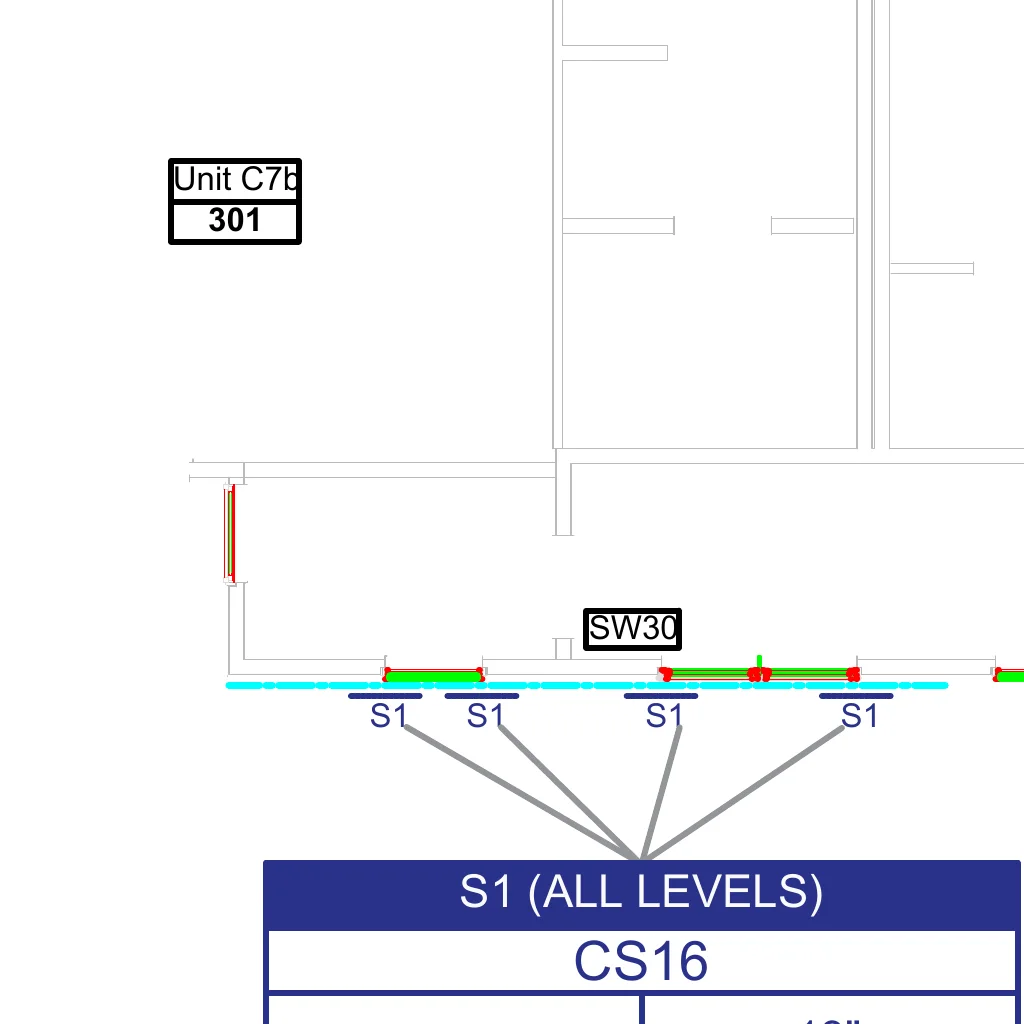 Unit C7b
301
SW30
S1 S1 S1 S1
S1 (ALL LEVELS)
CS16